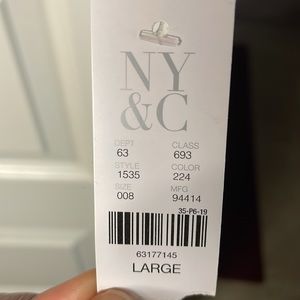 NY
&C
DEPT CLASS
63 693
STYLE COLOR
1535 224
SIZE MFG
008 94414
35-P6-19
63177145
LARGE